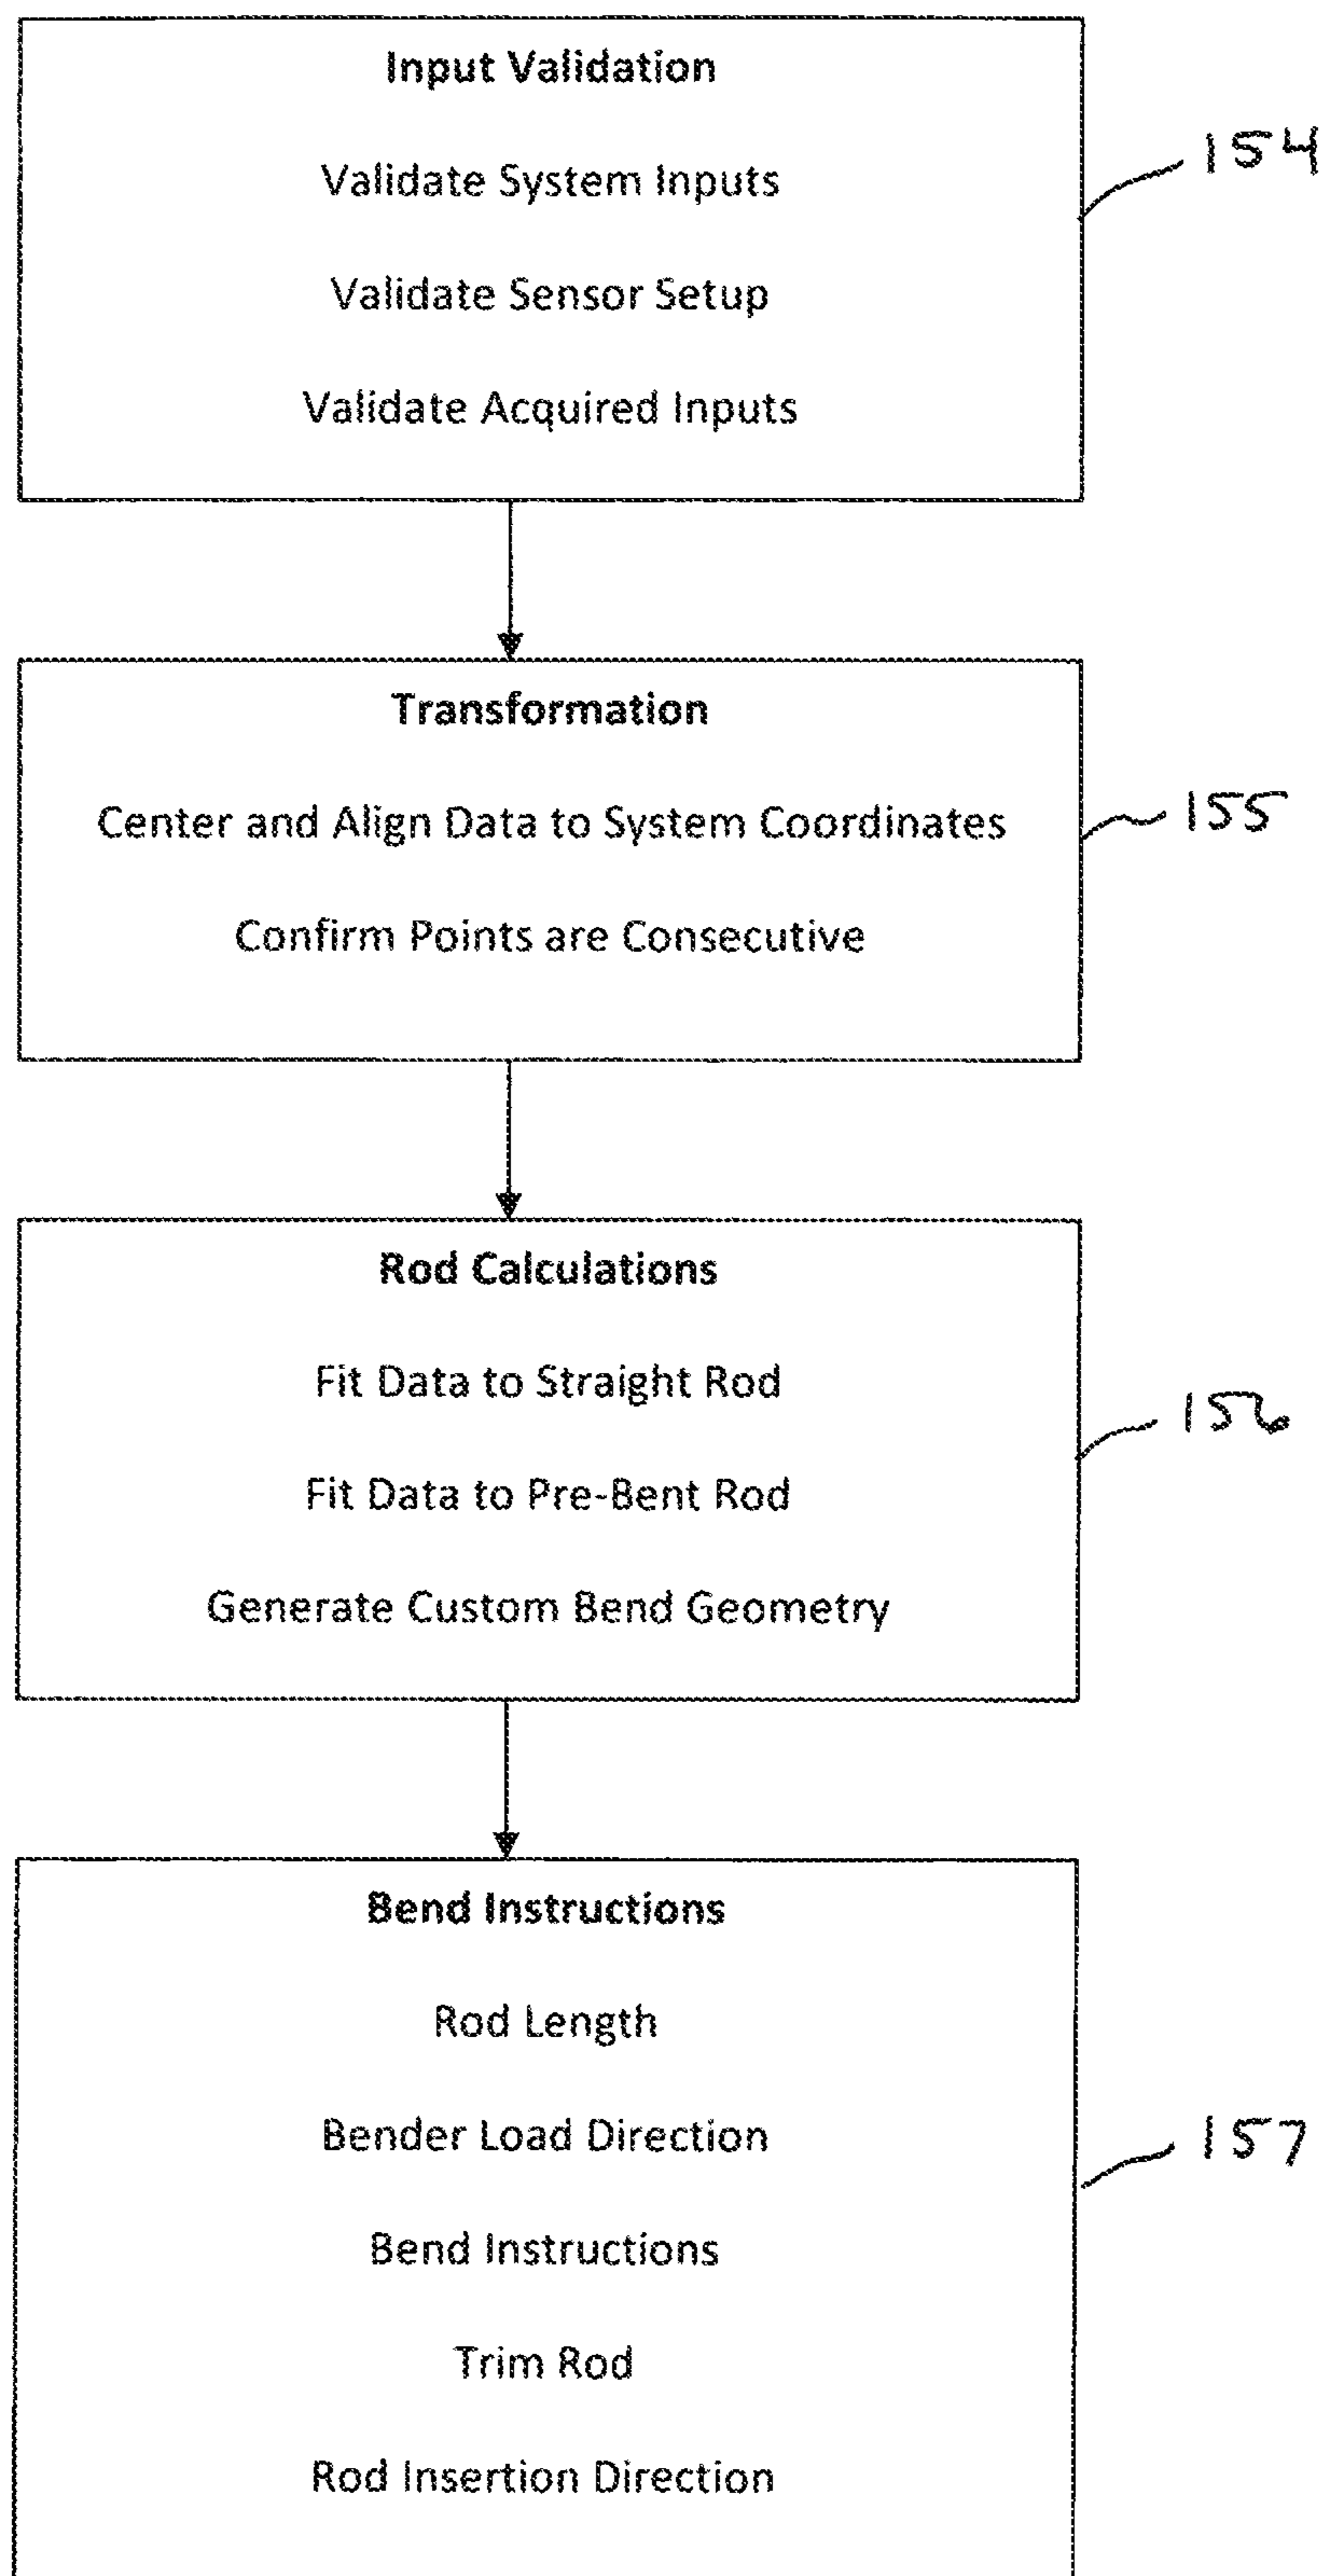 Input Validation
154
Validate System Inputs
Validate Sensor Setup
Validate Acquired Inputs
Transformation
155
Center and Align Data to System Coordinates
Confirm Points are Consecutive
Rod Calculations
Fit Data to Straight Rod
156
Fit Data to Pre-Bent Rod
Generate Custom Bend Geometry
Bend Instructions
Rod Length
Bender Load Direction
157
Bend Instructions
Trim Rod
Rod Insertion Direction